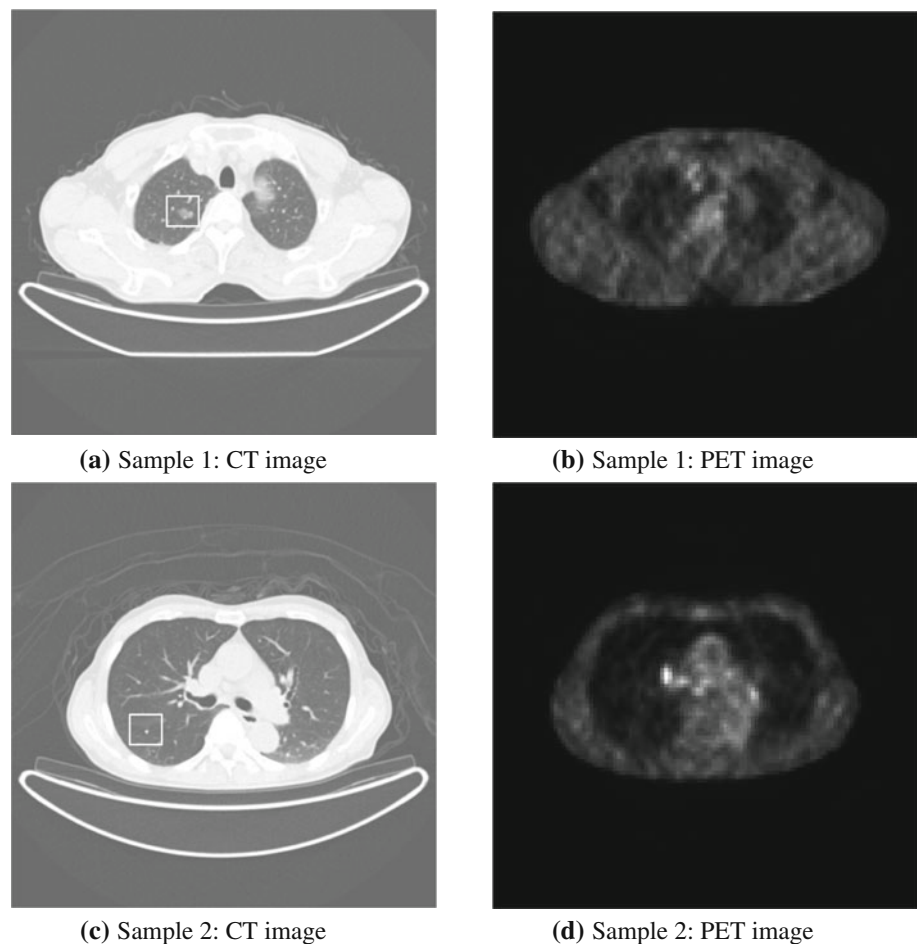 (a) Sample 1: CT image
(b) Sample 1: PET image
(c) Sample 2: CT image
(d) Sample 2: PET image